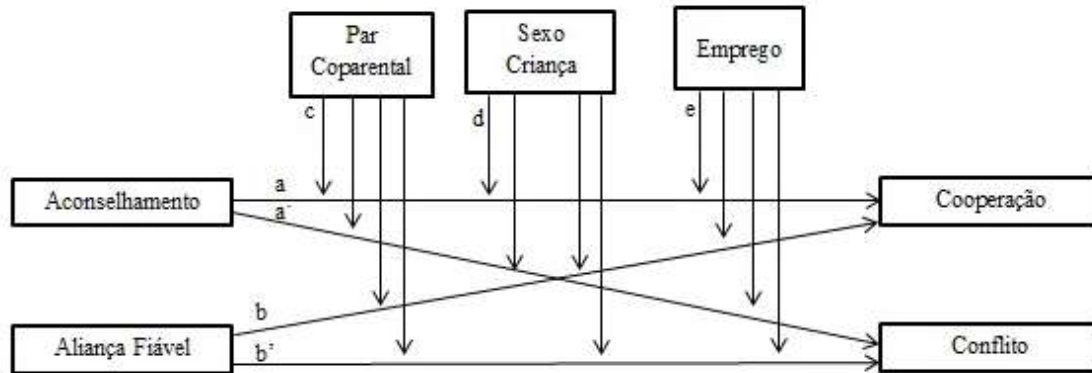 Par
Coparental
Sexo
Criança
Emprego
c
d
e
Aconselhamento
a
a´
Cooperação
b
Aliança Fiável
b´
Conflito